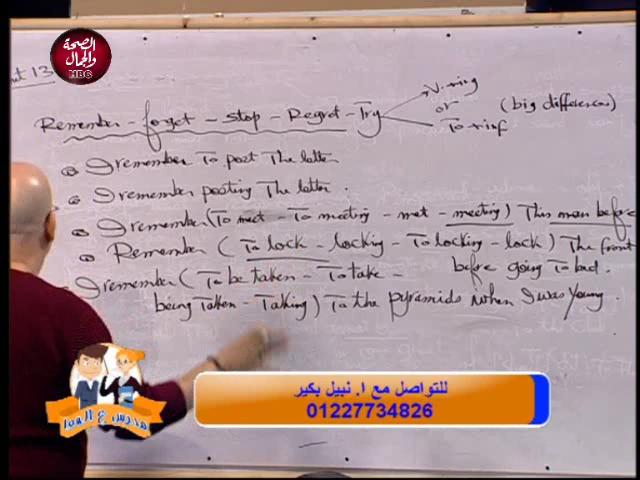 الصحة
والجمال
HBC
unit 13
Remember - forget - stop - Regret - Try
V-ing
or
To + inf
(big differences)
I remember To post The letter
I remember posting The letter.
I remember (To meet - To meeting - met - meeting) This man before
Remember (To lock - locking - To locking - lock) The front
before going To bed.
I remember (To be taken - To take -
being Taken - Taking) To the pyramids when I was young.
للتواصل مع ا. نبيل بكير
01227734826
مدرس ع الهوا